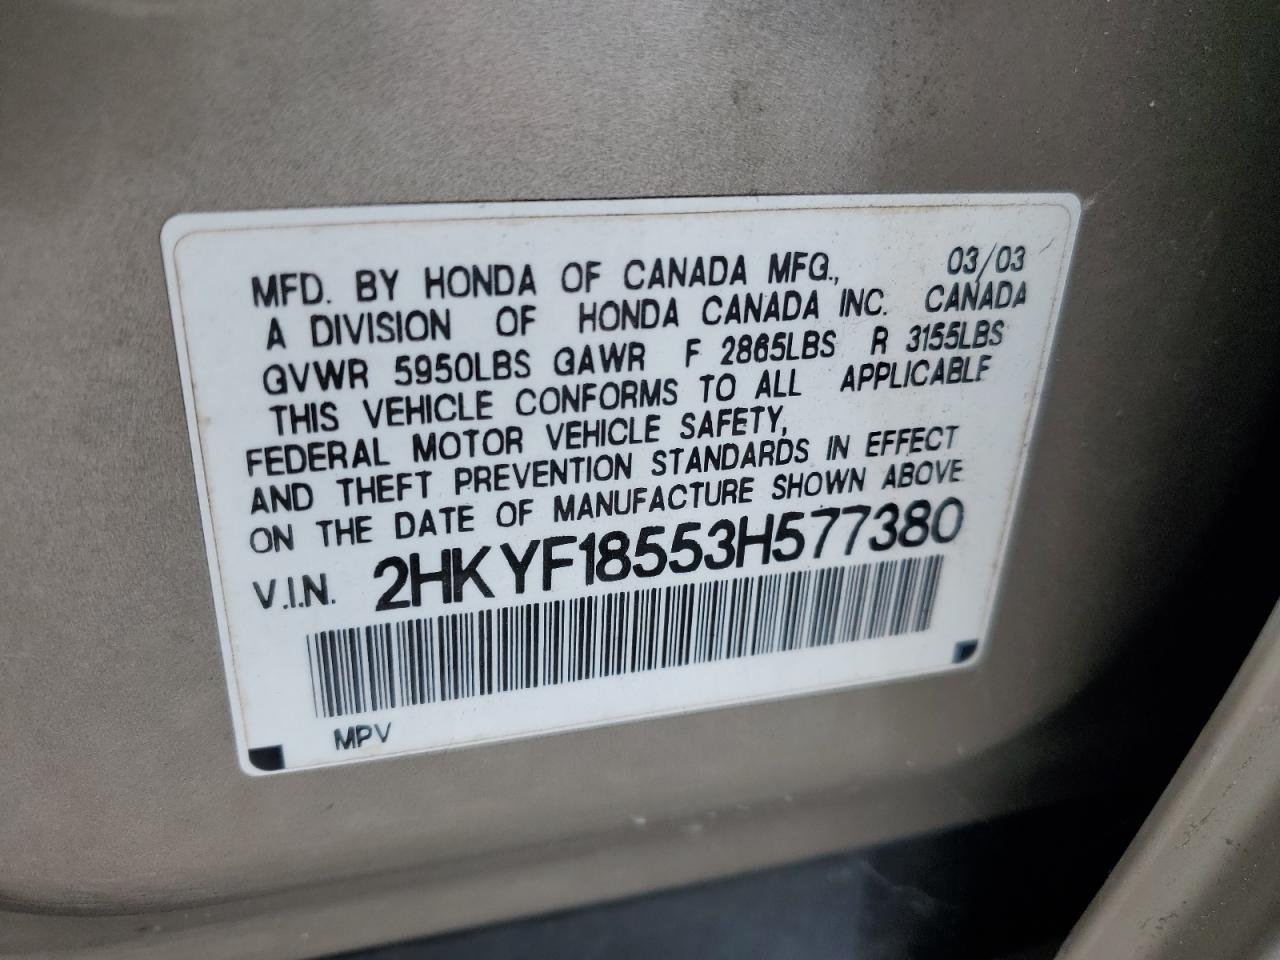 MFD. BY HONDA OF CANADA MFG., 03/03
A DIVISION OF HONDA CANADA INC. CANADA
GVWR 5950LBS GAWR F 2865LBS R 3155LBS
THIS VEHICLE CONFORMS TO ALL APPLICABLE
FEDERAL MOTOR VEHICLE SAFETY,
AND THEFT PREVENTION STANDARDS IN EFFECT
ON THE DATE OF MANUFACTURE SHOWN ABOVE
V.I.N. 2HKYF18553H577380
MPV